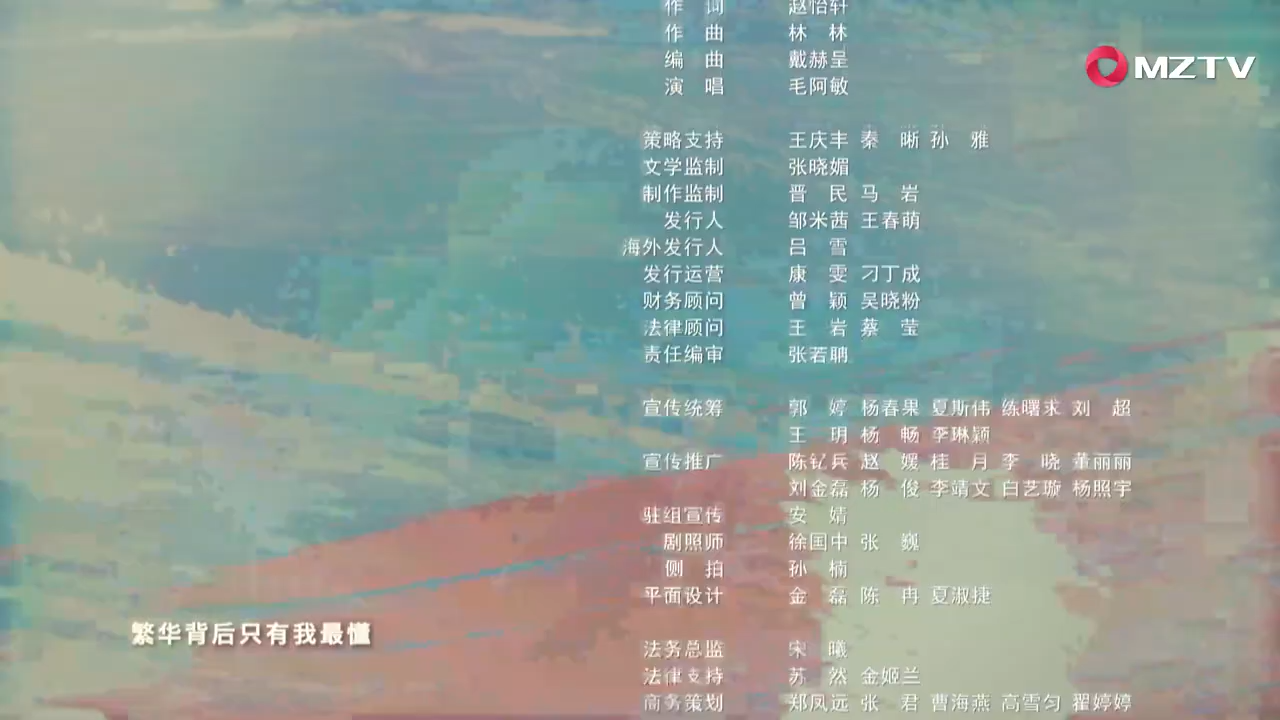 作 词 赵怡轩
作 曲 林 林
MZTV
编 曲 戴赫呈
演 唱 毛阿敏
策略支持 王庆丰 秦 晰 孙 雅
文学监制 张晓媚
制作监制 晋 民 马 岩
发行人 邹米茜 王春萌
海外发行人 吕 雪
发行运营 康 雯 刁丁成
财务顾问 曾 颖 吴晓粉
法律顾问 王 岩 蔡 莹
责任编审 张若聃
宣传统筹 郭 婷 杨春果 夏斯伟 练曙求 刘 超
王 玥 杨 畅 李琳颖
宣传推广 陈钇兵 赵 媛 桂 月 李 晓 董丽丽
刘金磊 杨 俊 李靖文 白艺璇 杨照宇
驻组宣传 安 婧
剧照师 徐国中 张 巍
侧 拍 孙 楠
平面设计 金 磊 陈 冉 夏淑捷
繁华背后只有我最懂
法务总监 宋 曦
法律支持 苏 然 金姬兰
商务策划 郑凤远 张 君 曹海燕 高雪匀 翟婷婷